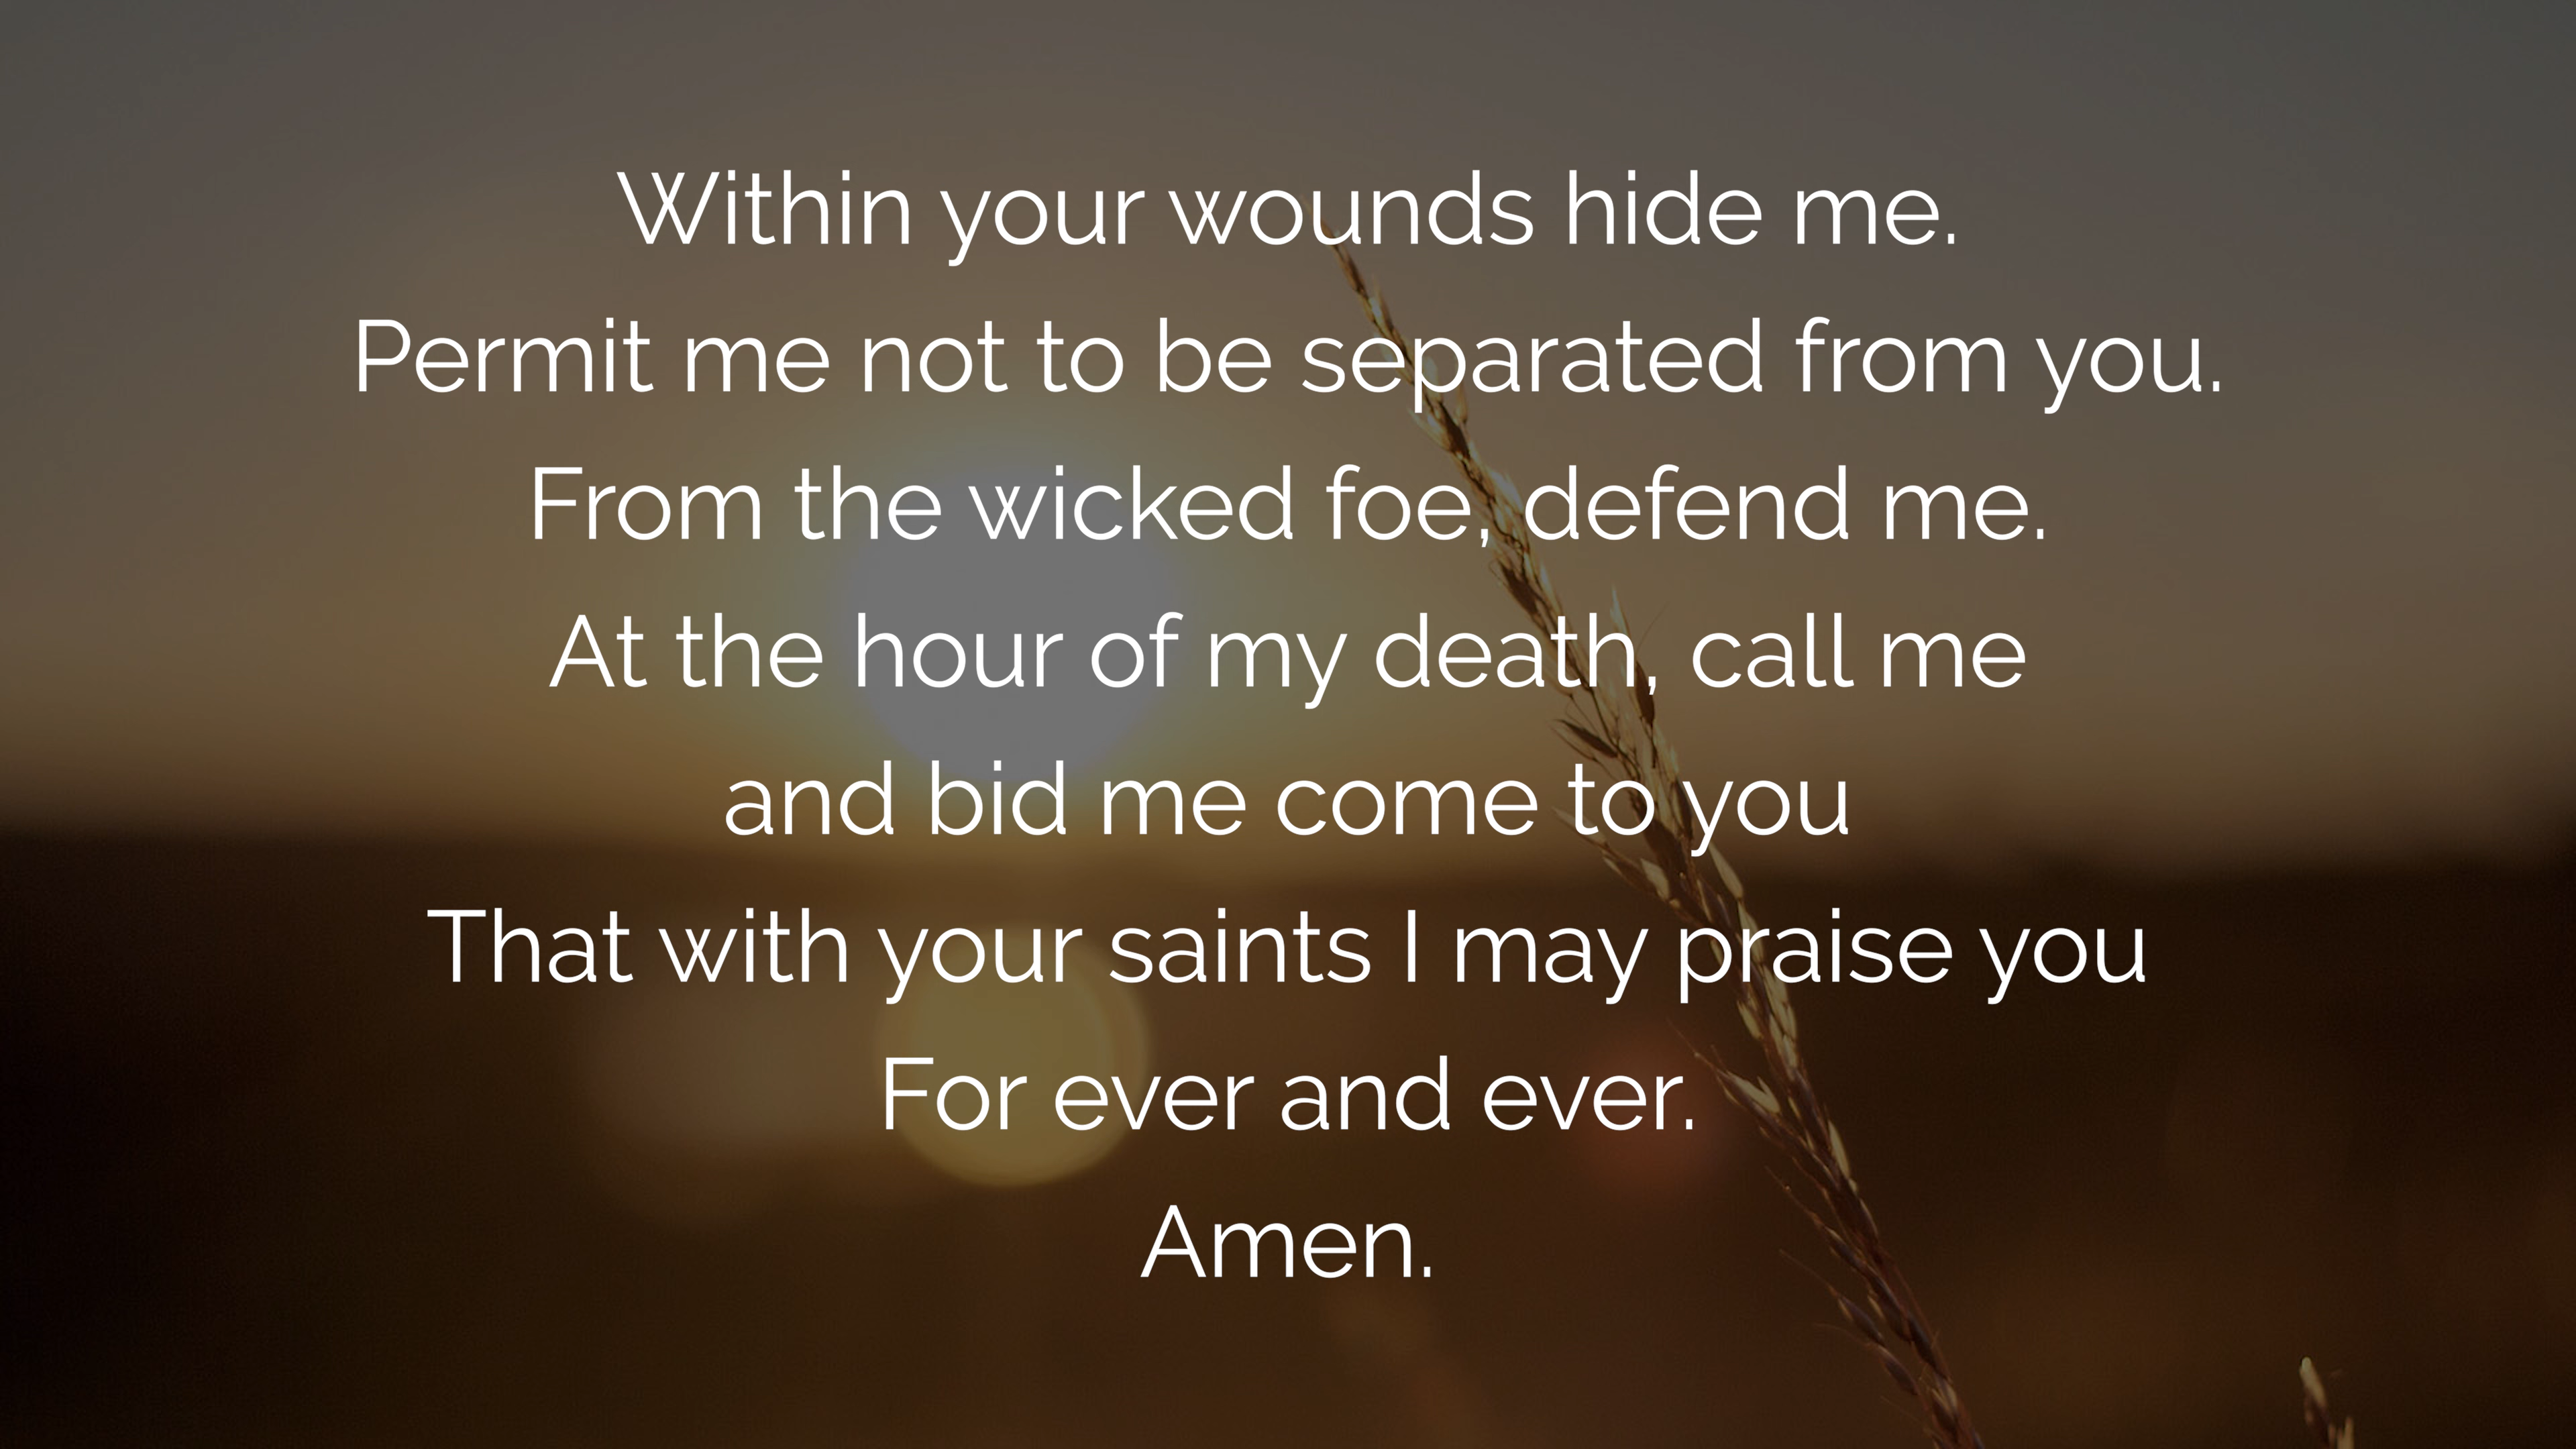 Within your wounds hide me.
Permit me not to be separated from you.
From the wicked foe, defend me.
At the hour of my death, call me
and bid me come to you
That with your saints I may praise you
For ever and ever.
Amen.